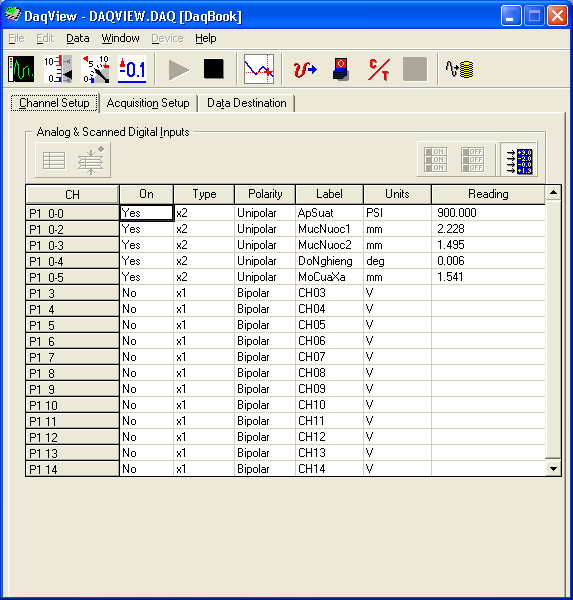 DaqView - DAQVIEW.DAQ [DaqBook]
File Edit Data Window Device Help
10 5 10 -0.1 C/T
Channel Setup Acquisition Setup Data Destination
Analog & Scanned Digital Inputs
ON ON ON OFF OFF OFF +3.0 -2.0 -0.0 +1.9
CH On Type Polarity Label Units Reading
P1 0-0 Yes x2 Unipolar ApSuat PSI 900.000
P1 0-2 Yes x2 Unipolar MucNuoc1 mm 2.228
P1 0-3 Yes x2 Unipolar MucNuoc2 mm 1.495
P1 0-4 Yes x2 Unipolar DoNghieng deg 0.006
P1 0-5 Yes x2 Unipolar MoCuaXa mm 1.541
P1 3 No x1 Bipolar CH03 V
P1 4 No x1 Bipolar CH04 V
P1 5 No x1 Bipolar CH05 V
P1 6 No x1 Bipolar CH06 V
P1 7 No x1 Bipolar CH07 V
P1 8 No x1 Bipolar CH08 V
P1 9 No x1 Bipolar CH09 V
P1 10 No x1 Bipolar CH10 V
P1 11 No x1 Bipolar CH11 V
P1 12 No x1 Bipolar CH12 V
P1 13 No x1 Bipolar CH13 V
P1 14 No x1 Bipolar CH14 V